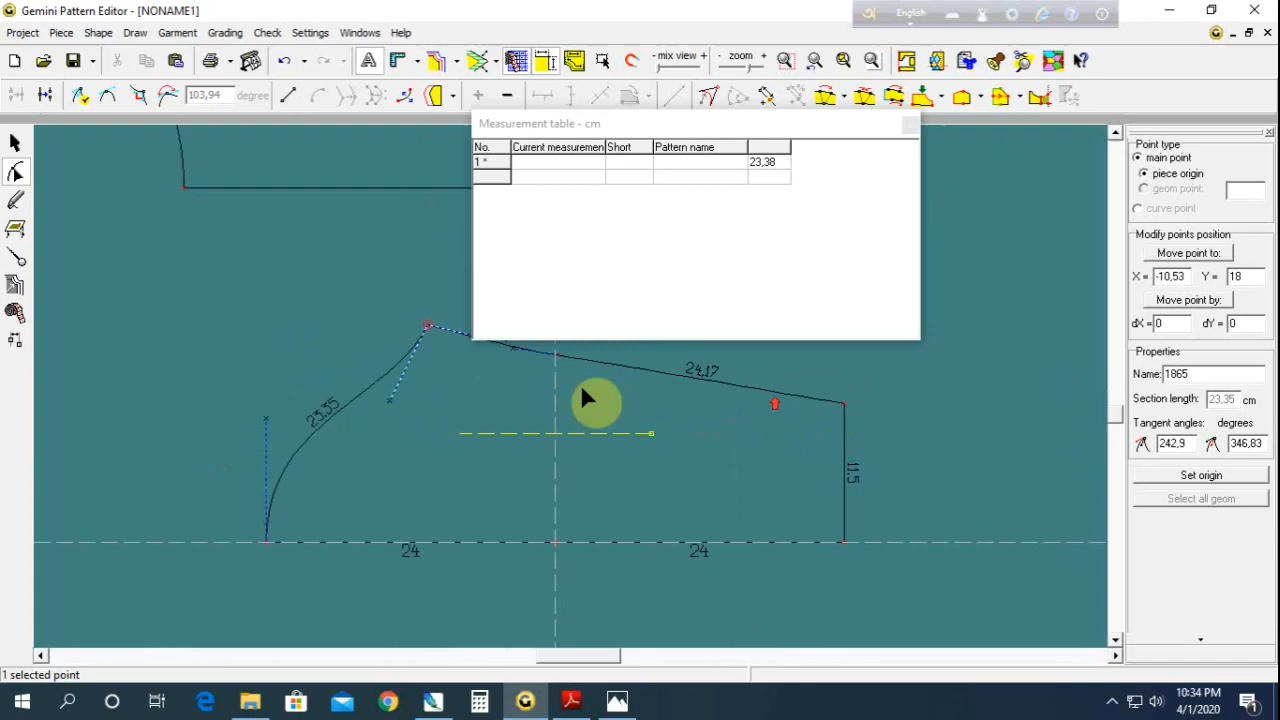 Gemini Pattern Editor - [NONAME1]
English
Project Piece Shape Draw Garment Grading Check Settings Windows Help
mix view zoom
103,94 degree
Measurement table - cm
No. Current measuremen Short Pattern name
1 * 23,38
Point type
main point
piece origin
geom point:
curve point
Modify points position
Move point to:
X = -10,53 Y = 18
Move point by:
dX = 0 dY = 0
Properties
Name: 1865
Section length: 23,35 cm
Tangent angles: degrees
242,9 346,83
Set origin
Select all geom
23.35
24.17
11.5
24
24
1 selected point
10:34 PM
4/1/2020
1